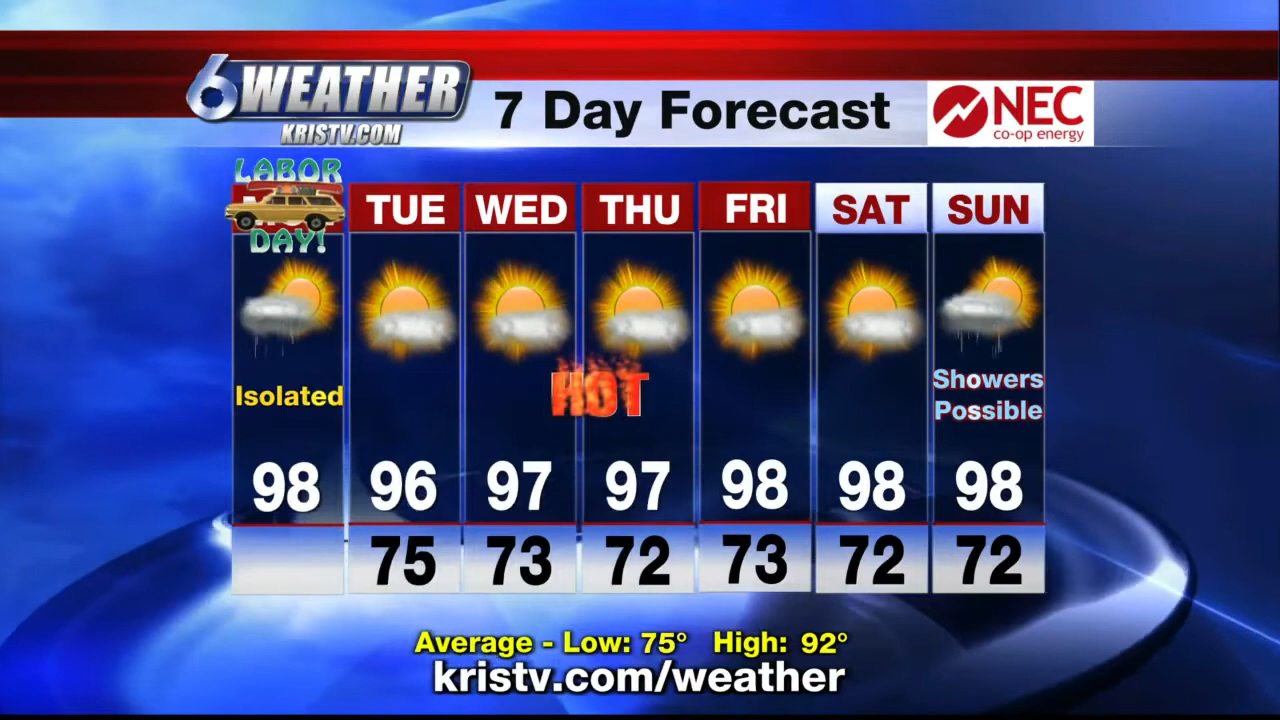 6 WEATHER
KRISTV.COM
7 Day Forecast
NEC
co-op energy
LABOR
DAY!
TUE WED THU FRI SAT SUN
HOT
Isolated
Showers
Possible
98 96 97 97 98 98 98
75 73 72 73 72 72
Average - Low: 75° High: 92°
kristv.com/weather